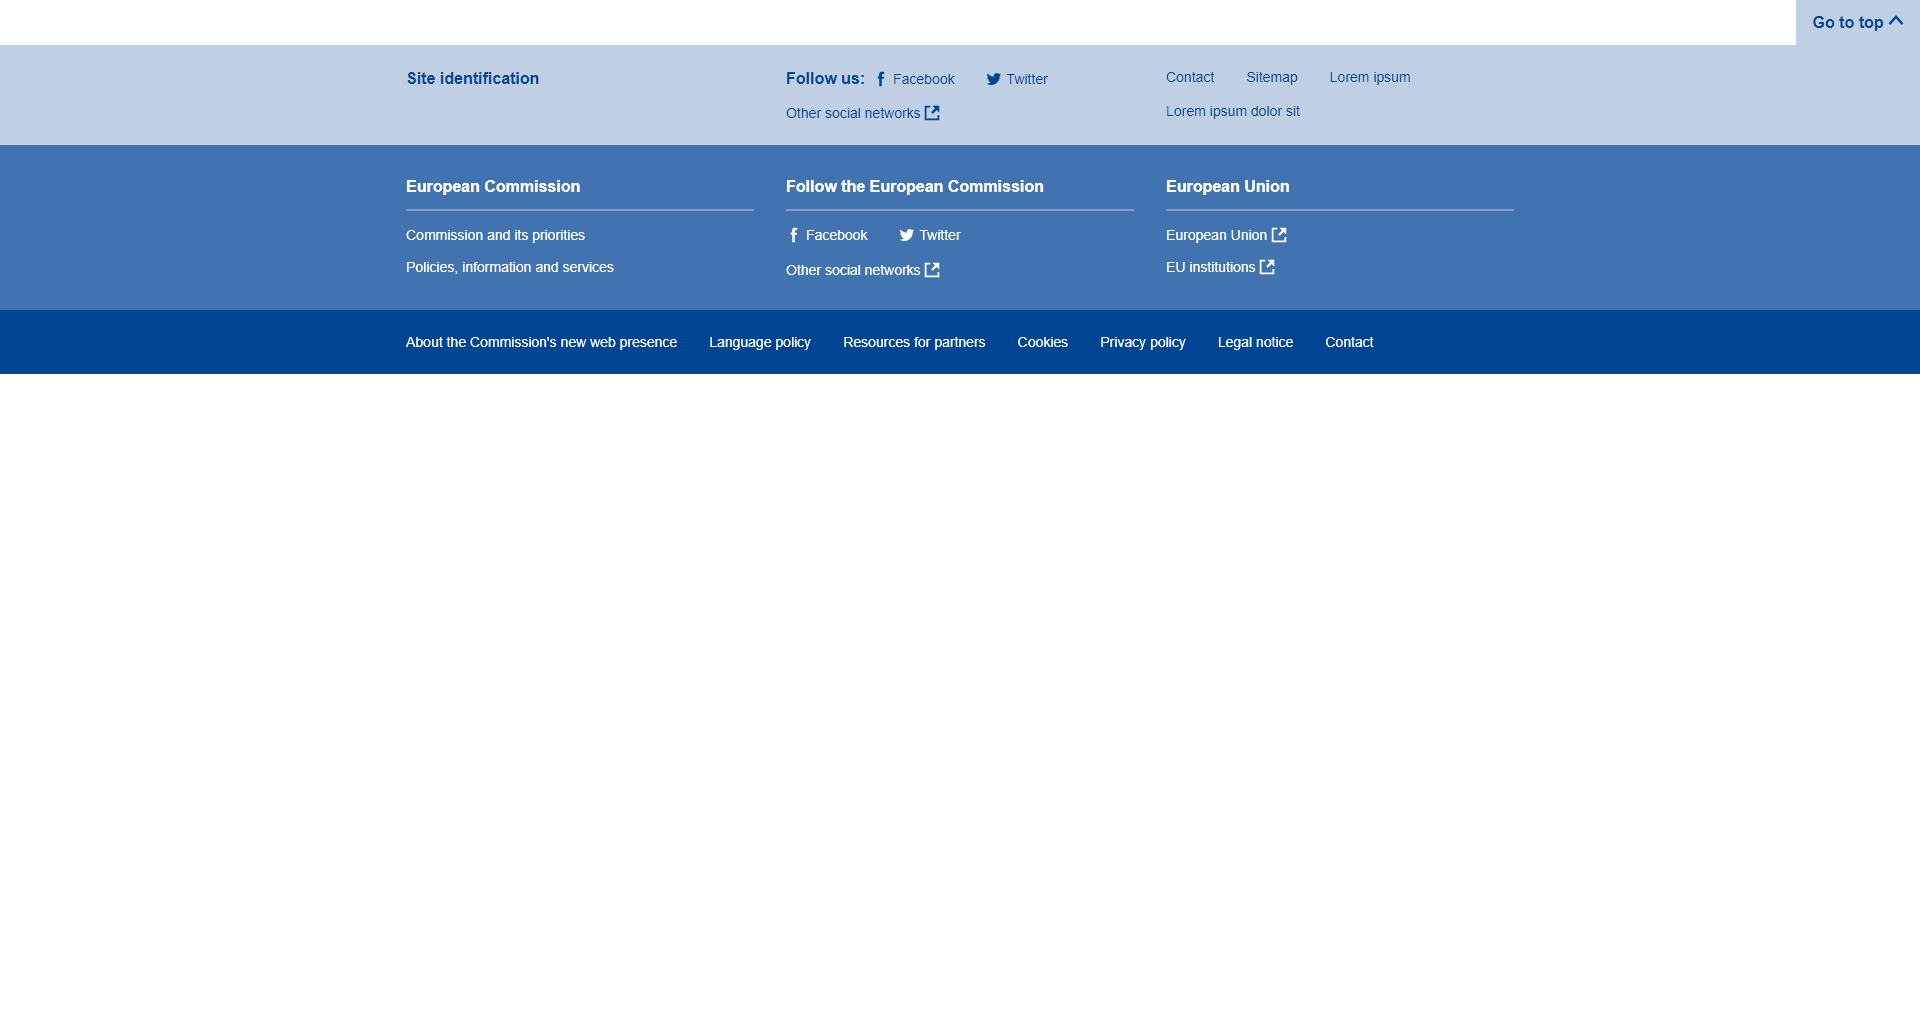 Go to top
Site identification
Follow us: Facebook Twitter
Other social networks
Contact Sitemap Lorem ipsum
Lorem ipsum dolor sit
European Commission
Commission and its priorities
Policies, information and services
Follow the European Commission
Facebook Twitter
Other social networks
European Union
European Union
EU institutions
About the Commission's new web presence Language policy Resources for partners Cookies Privacy policy Legal notice Contact